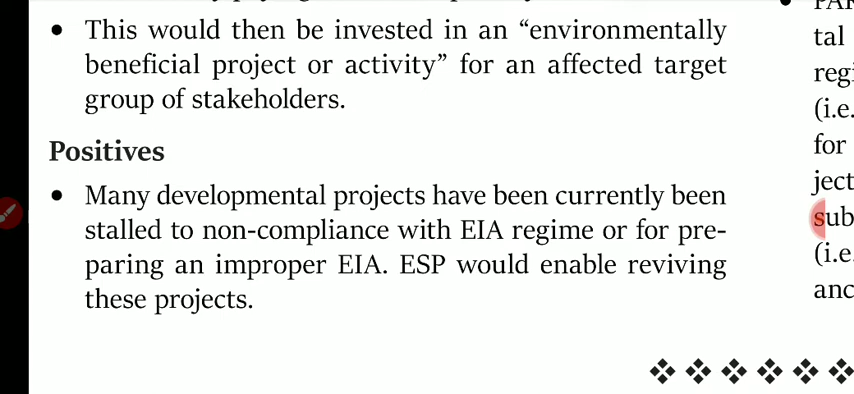 • This would then be invested in an “environmentally
beneficial project or activity” for an affected target
group of stakeholders.
Positives
• Many developmental projects have been currently been
stalled to non-compliance with EIA regime or for pre-
paring an improper EIA. ESP would enable reviving
these projects.
tal
regi
(i.e.
for
ject
sub
(i.e.
anc